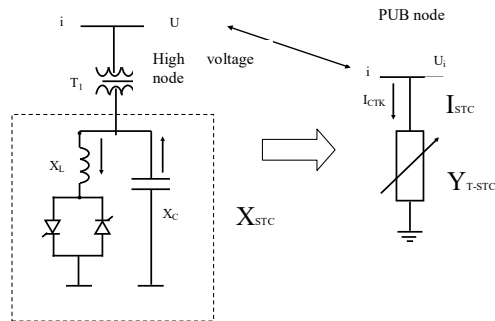 PUB node
i U
High voltage
node
T1
i Ui
ICTK
ISTC
XL
XC
XSTC
YT-STC